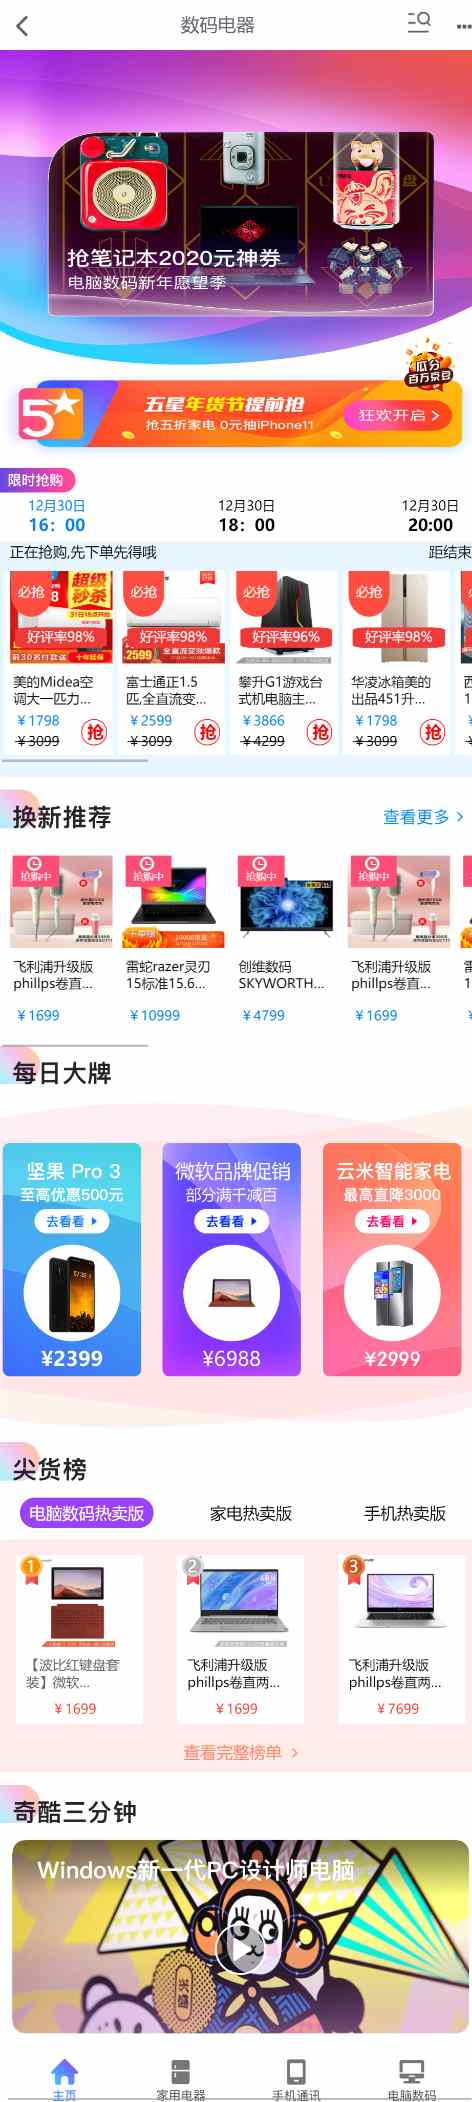 数码电器
抢笔记本2020元神券
电脑数码新年愿望季
瓜分
百万京豆
5
五星年货节提前抢
抢五折家电 0元抽iPhone11
狂欢开启 >
限时抢购
12月30日
16：00
12月30日
18：00
12月30日
20:00
正在抢购,先下单先得哦
距结束
必抢
超级
秒杀
好评率98%
前30名付款送
十年联保
美的Midea空
调大一匹力...
￥1798
￥3099
抢
必抢
好评率98%
2599
全直流变频爆款
富士通正1.5
匹,全直流变...
￥2599
￥3099
抢
必抢
好评率96%
攀升G1游戏台
式机电脑主...
￥3866
￥4299
抢
必抢
好评率98%
华凌冰箱美的
出品451升...
￥1798
￥3099
抢
换新推荐
查看更多 >
抢购中
飞利浦升级版
phillps卷直...
￥1699
抢购中
雷蛇razer灵刃
15标准15.6...
￥10999
抢购中
创维数码
SKYWORTH...
￥4799
抢购中
飞利浦升级版
phillps卷直...
￥1699
每日大牌
坚果 Pro 3
至高优惠500元
去看看
¥2399
微软品牌促销
部分满千减百
去看看
¥6988
云米智能家电
最高直降3000
去看看
¥2999
尖货榜
电脑数码热卖版
家电热卖版
手机热卖版
1
【波比红键盘套
装】微软...
￥1699
2
飞利浦升级版
phillps卷直两...
￥1699
3
飞利浦升级版
phillps卷直两...
￥7699
查看完整榜单 >
奇酷三分钟
Windows新一代PC设计师电脑
主页
家用电器
手机通讯
电脑数码